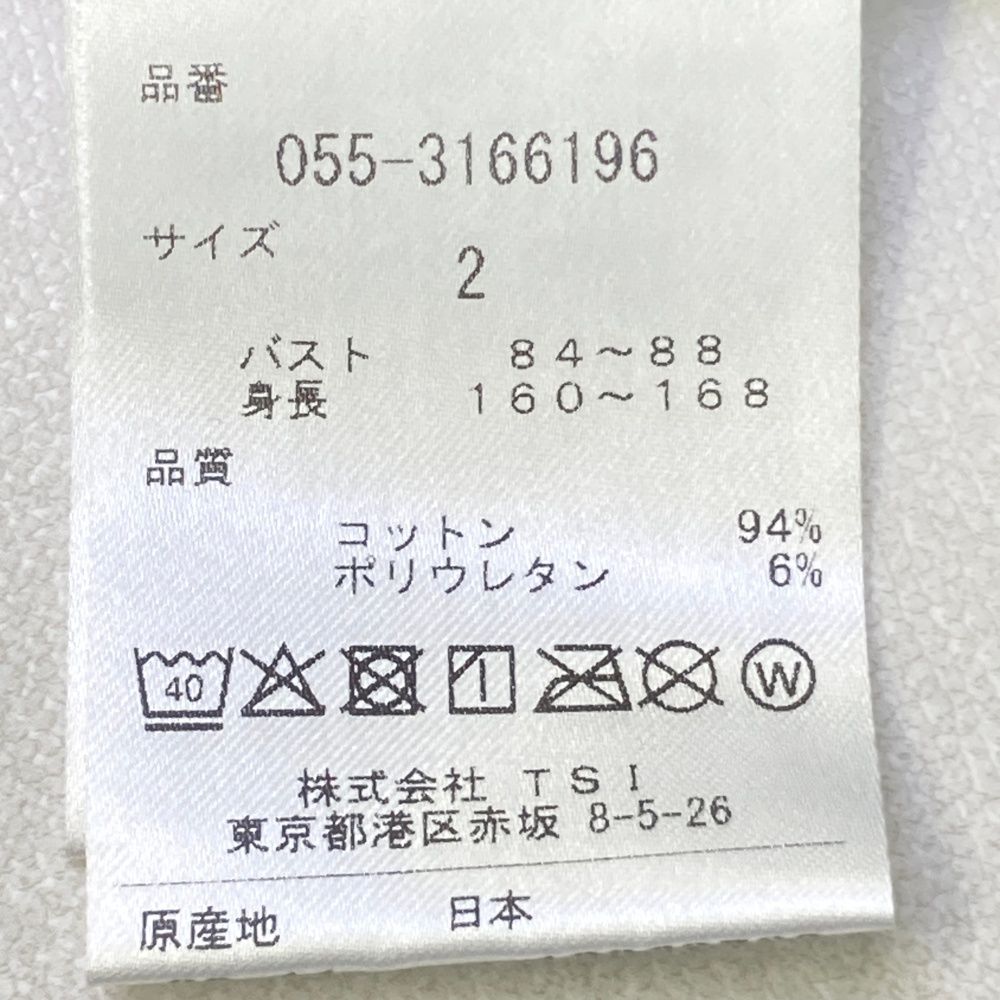 品番
055-3166196
サイズ
2
バスト 84～88
身長 160～168
品質
コットン 94%
ポリウレタン 6%
40 W
株式会社 TSI
東京都港区赤坂 8-5-26
原産地 日本